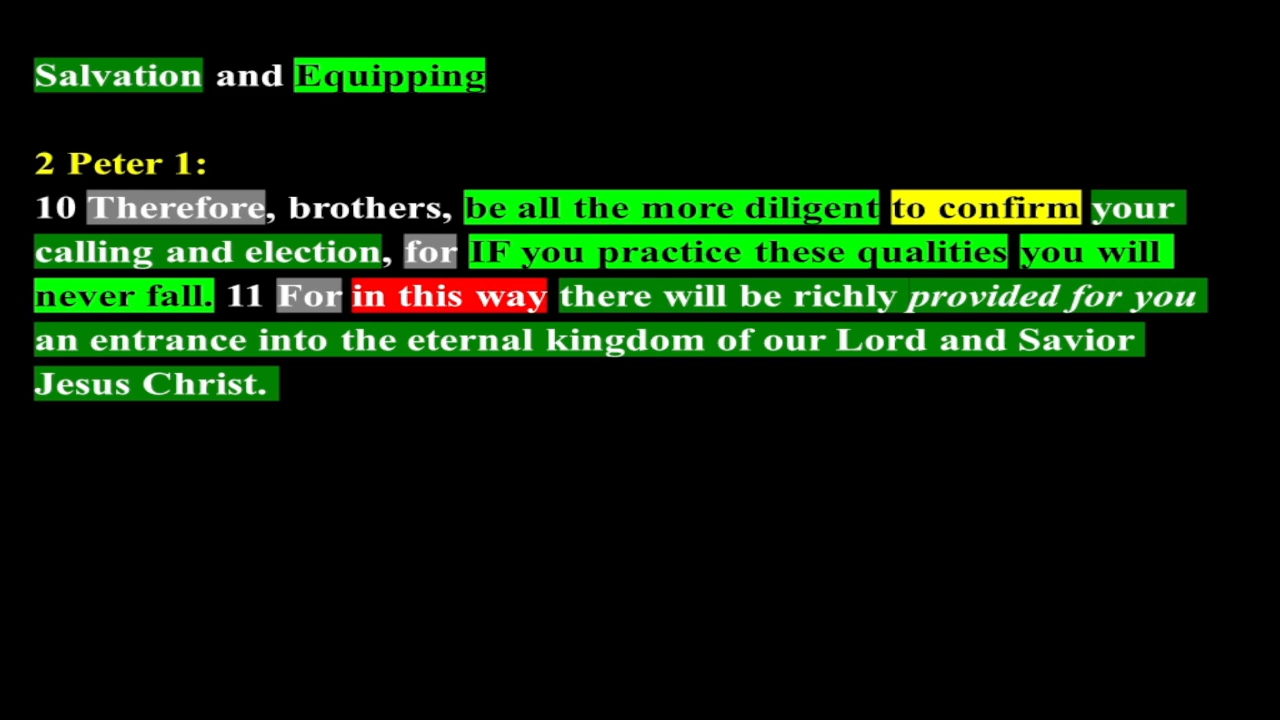 Salvation and Equipping
2 Peter 1:
10 Therefore, brothers, be all the more diligent to confirm your
calling and election, for IF you practice these qualities you will
never fall. 11 For in this way there will be richly provided for you
an entrance into the eternal kingdom of our Lord and Savior
Jesus Christ.